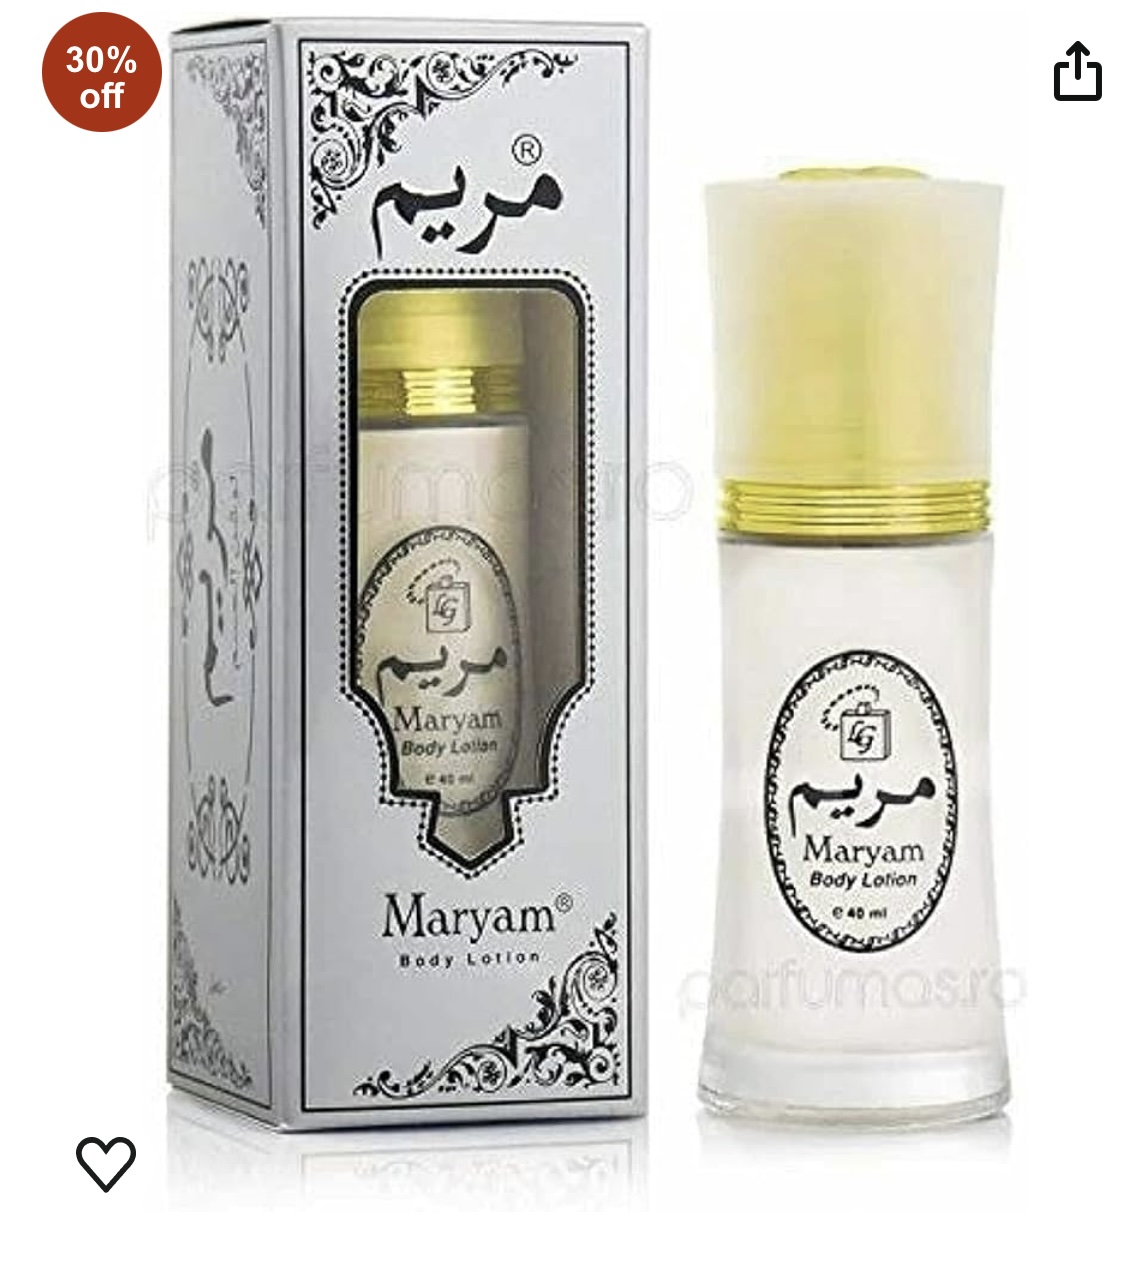 30%
off
®
مريم
LG
مريم
Maryam
Body Lotion
e 40 ml
Maryam®
Body Lotion
LG
مريم
Maryam
Body Lotion
e 40 ml
parfumos.ro
parfumos.ro